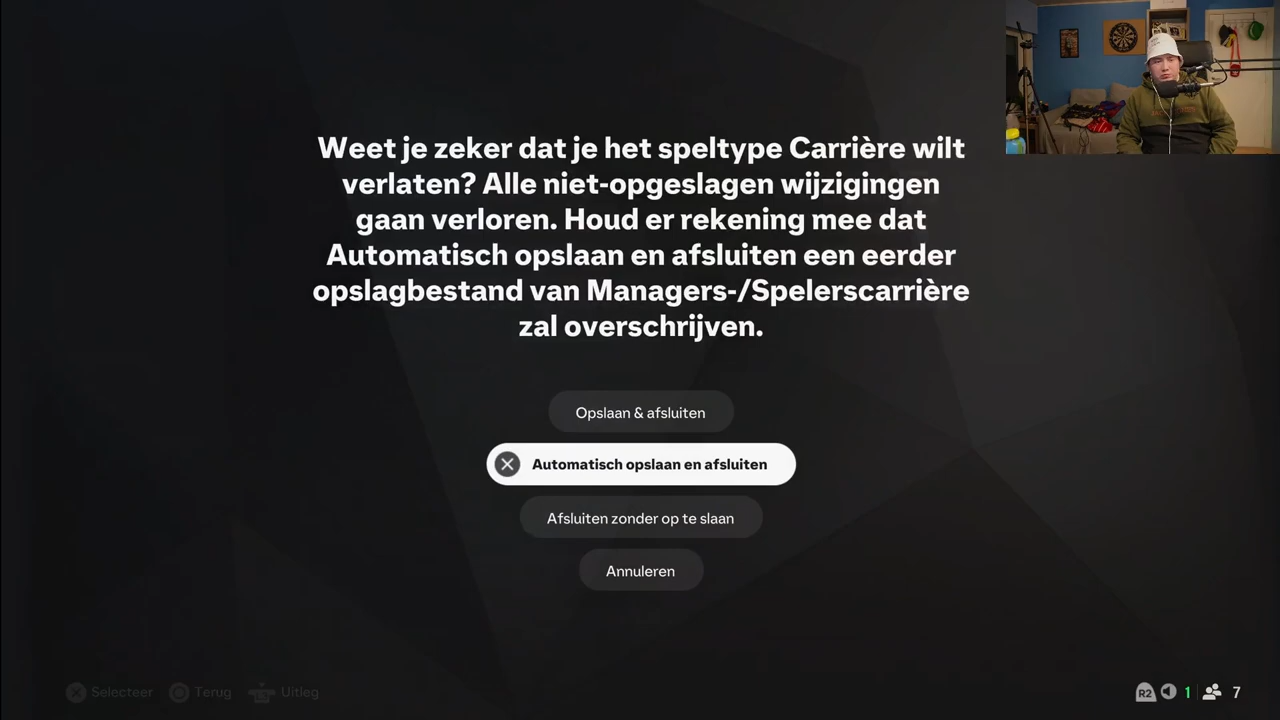 Weet je zeker dat je het speltype Carrière wilt
verlaten? Alle niet-opgeslagen wijzigingen
gaan verloren. Houd er rekening mee dat
Automatisch opslaan en afsluiten een eerder
opslagbestand van Managers-/Spelerscarrière
zal overschrijven.
Opslaan & afsluiten
Automatisch opslaan en afsluiten
Afsluiten zonder op te slaan
Annuleren
Selecteer Terug Uitleg
R2 1 7